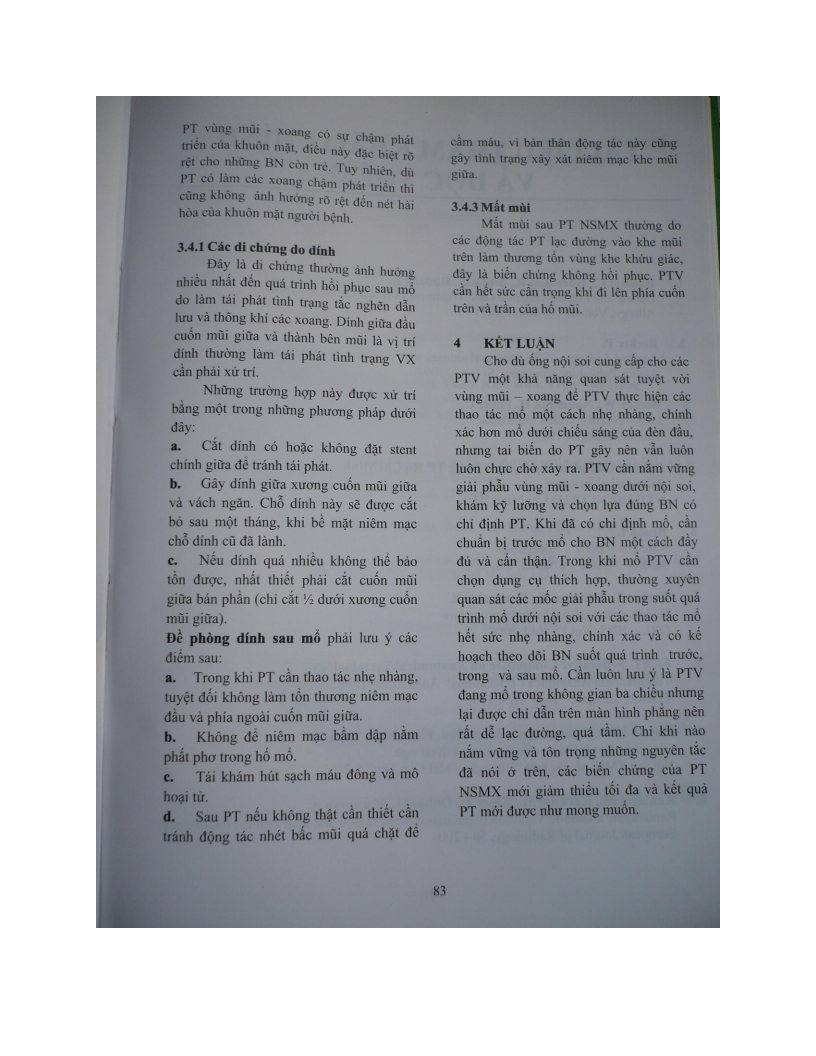 PT vùng mũi - xoang có sự chậm phát
triển của khuôn mặt, điều này đặc biệt rõ
rệt cho những BN còn trẻ. Tuy nhiên, dù
PT có làm các xoang chậm phát triển thì
cũng không ảnh hưởng rõ rệt đến nét hài
hòa của khuôn mặt người bệnh.
3.4.1 Các di chứng do dính
Đây là di chứng thường ảnh hưởng
nhiều nhất đến quá trình hồi phục sau mổ
do làm tái phát tình trạng tắc nghẽn dẫn
lưu và thông khí các xoang. Dính giữa đầu
cuốn mũi giữa và thành bên mũi là vị trí
dính thường làm tái phát tình trạng VX
cần phải xử trí.
Những trường hợp này được xử trí
bằng một trong những phương pháp dưới
đây:
a. Cắt dính có hoặc không đặt stent
chính giữa để tránh tái phát.
b. Gây dính giữa xương cuốn mũi giữa
và vách ngăn. Chỗ dính này sẽ được cắt
bỏ sau một tháng, khi bề mặt niêm mạc
chỗ dính cũ đã lành.
c. Nếu dính quá nhiều không thể bảo
tồn được, nhất thiết phải cắt cuốn mũi
giữa bán phần (chỉ cắt ½ dưới xương cuốn
mũi giữa).
Đề phòng dính sau mổ phải lưu ý các
điểm sau:
a. Trong khi PT cần thao tác nhẹ nhàng,
tuyệt đối không làm tổn thương niêm mạc
đầu và phía ngoài cuốn mũi giữa.
b. Không để niêm mạc bầm dập nằm
phất phơ trong hố mổ.
c. Tái khám hút sạch máu đông và mô
hoại tử.
d. Sau PT nếu không thật cần thiết cần
tránh động tác nhét bấc mũi quá chặt để
cầm máu, vì bản thân động tác này cũng
gây tình trạng xây xát niêm mạc khe mũi
giữa.
3.4.3 Mất mùi
Mất mùi sau PT NSMX thường do
các động tác PT lạc đường vào khe mũi
trên làm thương tổn vùng khe khứu giác,
đây là biến chứng không hồi phục. PTV
cần hết sức cẩn trọng khi đi lên phía cuốn
trên và trần của hố mũi.
4 KẾT LUẬN
Cho dù ống nội soi cung cấp cho các
PTV một khả năng quan sát tuyệt vời
vùng mũi – xoang để PTV thực hiện các
thao tác mổ một cách nhẹ nhàng, chính
xác hơn mổ dưới chiếu sáng của đèn đầu,
nhưng tai biến do PT gây nên vẫn luôn
luôn chực chờ xảy ra. PTV cần nắm vững
giải phẫu vùng mũi - xoang dưới nội soi,
khám kỹ lưỡng và chọn lựa đúng BN có
chỉ định PT. Khi đã có chỉ định mổ, cần
chuẩn bị trước mổ cho BN một cách đầy
đủ và cẩn thận. Trong khi mổ PTV cần
chọn dụng cụ thích hợp, thường xuyên
quan sát các mốc giải phẫu trong suốt quá
trình mổ dưới nội soi với các thao tác mổ
hết sức nhẹ nhàng, chính xác và có kế
hoạch theo dõi BN suốt quá trình trước,
trong và sau mổ. Cần luôn lưu ý là PTV
đang mổ trong không gian ba chiều nhưng
lại được chỉ dẫn trên màn hình phẳng nên
rất dễ lạc đường, quá tầm. Chỉ khi nào
nắm vững và tôn trọng những nguyên tắc
đã nói ở trên, các biến chứng của PT
NSMX mới giảm thiểu tối đa và kết quả
PT mới được như mong muốn.
83